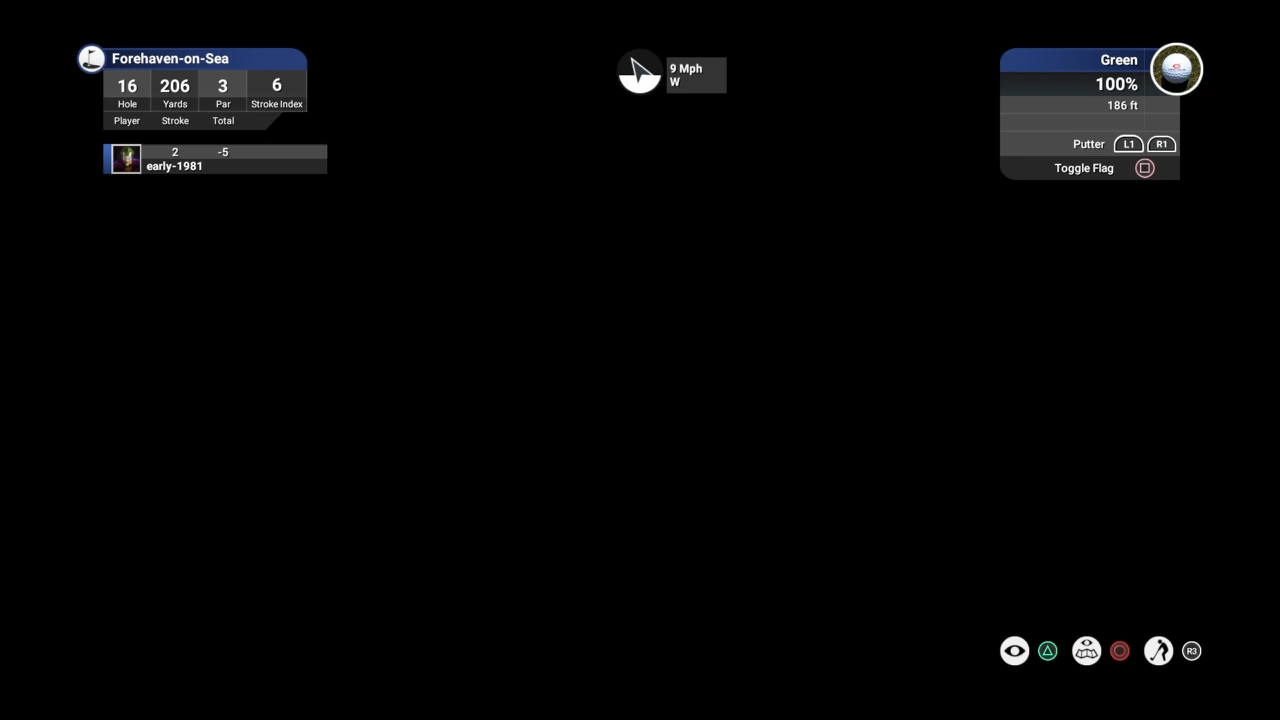 Forehaven-on-Sea
16 206 3 6
Hole Yards Par Stroke Index
Player Stroke Total
2 -5
early-1981
9 Mph
W
Green
100%
186 ft
Putter L1 R1
Toggle Flag
R3